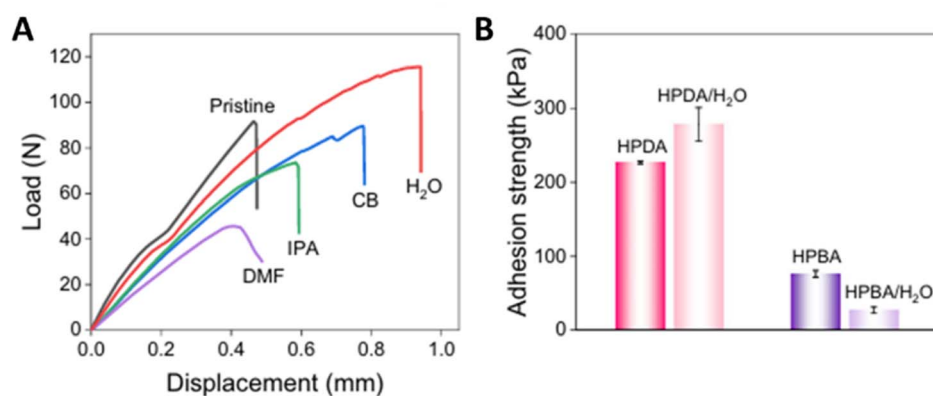 A
Load (N)
120
100
80
60
40
20
0
Pristine
H₂O
CB
IPA
DMF
0.0 0.2 0.4 0.6 0.8 1.0
Displacement (mm)
B
Adhesion strength (kPa)
400
300
200
100
0
HPDA
HPDA/H₂O
HPBA
HPBA/H₂O